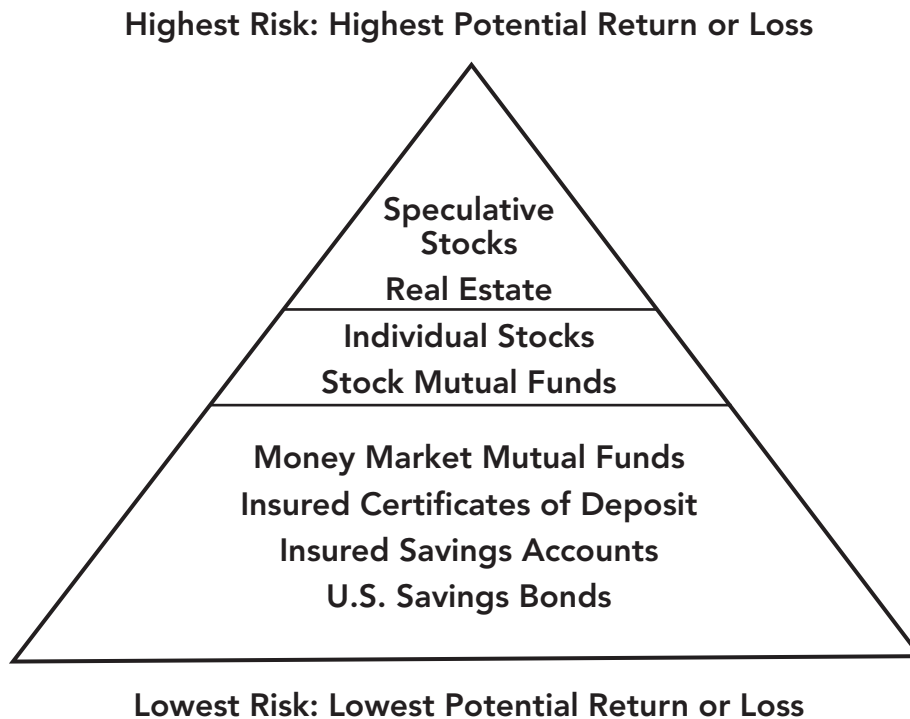 Highest Risk: Highest Potential Return or Loss
Speculative
Stocks
Real Estate
Individual Stocks
Stock Mutual Funds
Money Market Mutual Funds
Insured Certificates of Deposit
Insured Savings Accounts
U.S. Savings Bonds
Lowest Risk: Lowest Potential Return or Loss